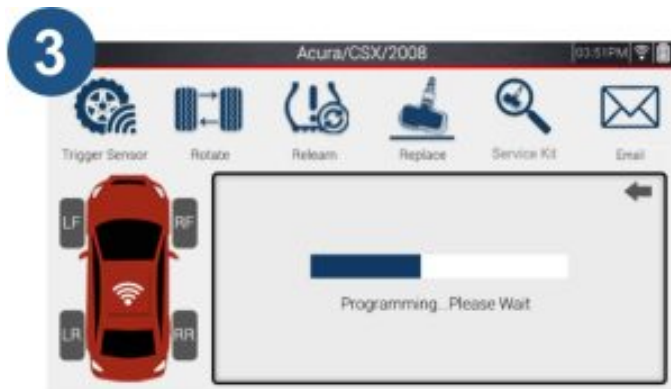 3
Acura/CSX/2008 03:51PM
Trigger Sensor Rotate Relearn Replace Service Kit Email
LF RF
Programming...Please Wait
LR RR